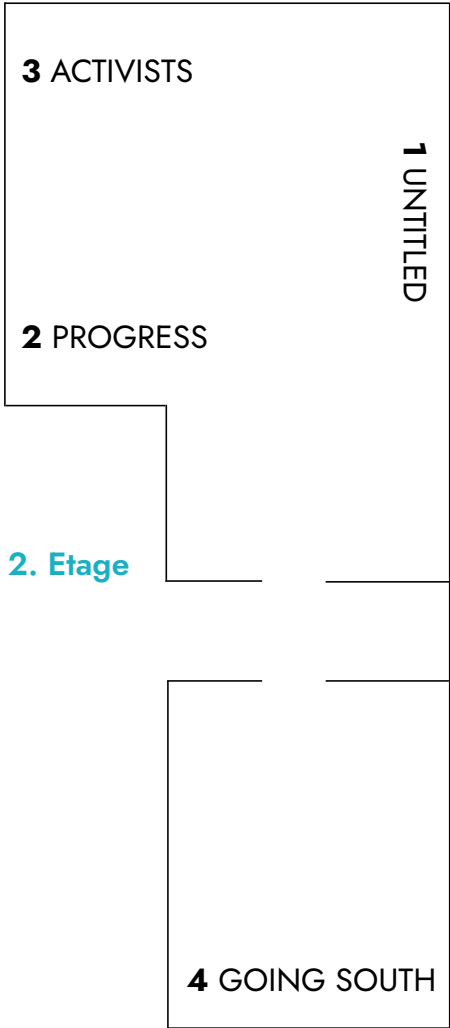 3 ACTIVISTS
1 UNTITLED
2 PROGRESS
2. Etage
4 GOING SOUTH